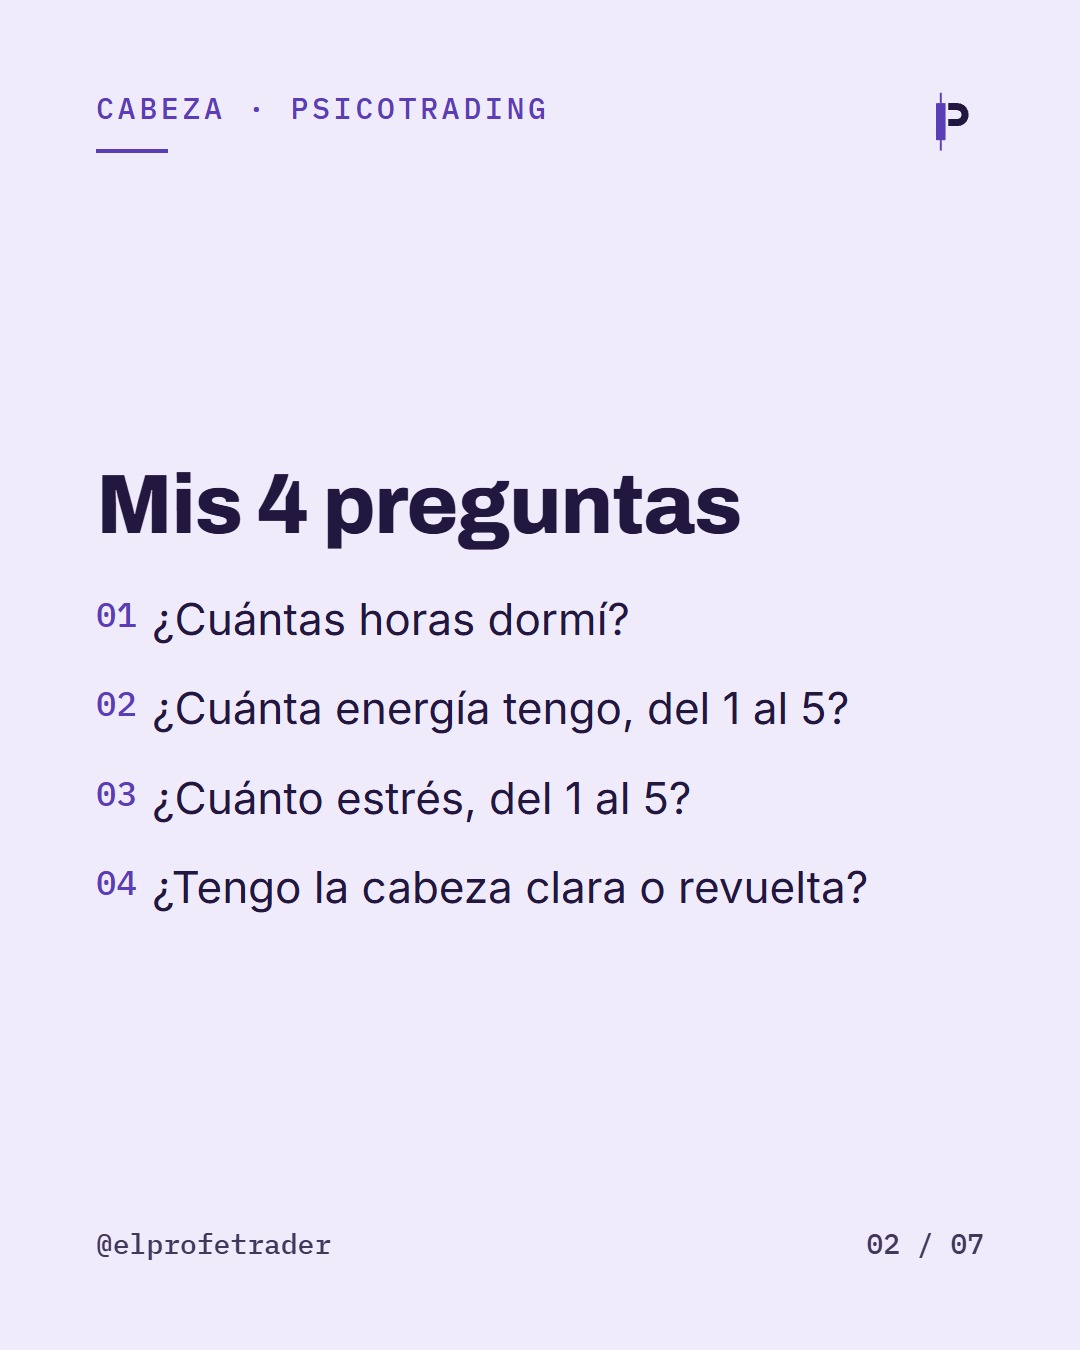 CABEZA · PSICOTRADING
Mis 4 preguntas
01 ¿Cuántas horas dormí?
02 ¿Cuánta energía tengo, del 1 al 5?
03 ¿Cuánto estrés, del 1 al 5?
04 ¿Tengo la cabeza clara o revuelta?
@elprofetrader
02 / 07